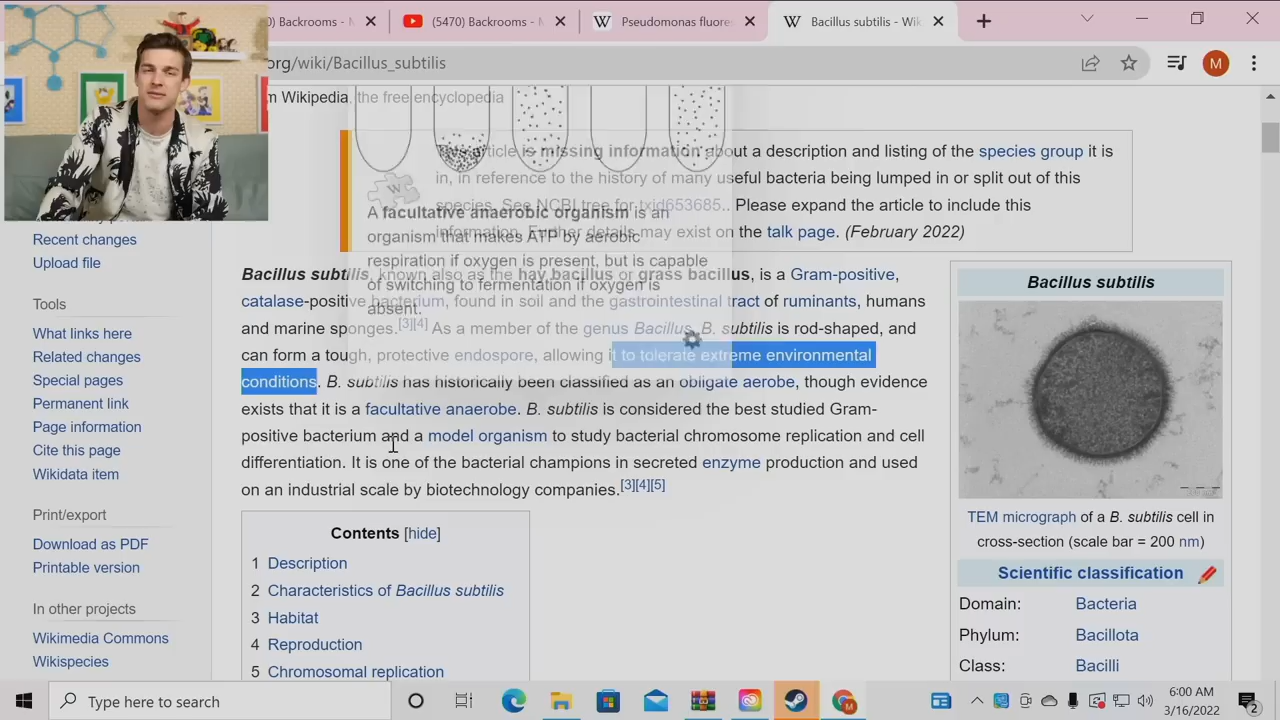 0) Backrooms - M
(5470) Backrooms - M
Pseudomonas fluores
Bacillus subtilis - Wik
org/wiki/Bacillus_subtilis
M
m Wikipedia, the free encyclopedia
article is missing information about a description and listing of the species group it is
in, in reference to the history of many useful bacteria being lumped in or split out of this
species. See NCBI tree for txid653685.. Please expand the article to include this
information. Further details may exist on the talk page. (February 2022)
A facultative anaerobic organism is an
organism that makes ATP by aerobic
respiration if oxygen is present, but is capable
of switching to fermentation if oxygen is
absent.
Bacillus subtilis, known also as the hay bacillus or grass bacillus, is a Gram-positive,
catalase-positive bacterium, found in soil and the gastrointestinal tract of ruminants, humans
and marine sponges.[3][4] As a member of the genus Bacillus, B. subtilis is rod-shaped, and
can form a tough, protective endospore, allowing it to tolerate extreme environmental
conditions. B. subtilis has historically been classified as an obligate aerobe, though evidence
exists that it is a facultative anaerobe. B. subtilis is considered the best studied Gram-
positive bacterium and a model organism to study bacterial chromosome replication and cell
differentiation. It is one of the bacterial champions in secreted enzyme production and used
on an industrial scale by biotechnology companies.[3][4][5]
Contents [hide]
1 Description
2 Characteristics of Bacillus subtilis
3 Habitat
4 Reproduction
5 Chromosomal replication
Recent changes
Upload file
Tools
What links here
Related changes
Special pages
Permanent link
Page information
Cite this page
Wikidata item
Print/export
Download as PDF
Printable version
In other projects
Wikimedia Commons
Wikispecies
Bacillus subtilis
TEM micrograph of a B. subtilis cell in
cross-section (scale bar = 200 nm)
Scientific classification
Domain: Bacteria
Phylum: Bacillota
Class: Bacilli
Type here to search
6:00 AM
3/16/2022
2